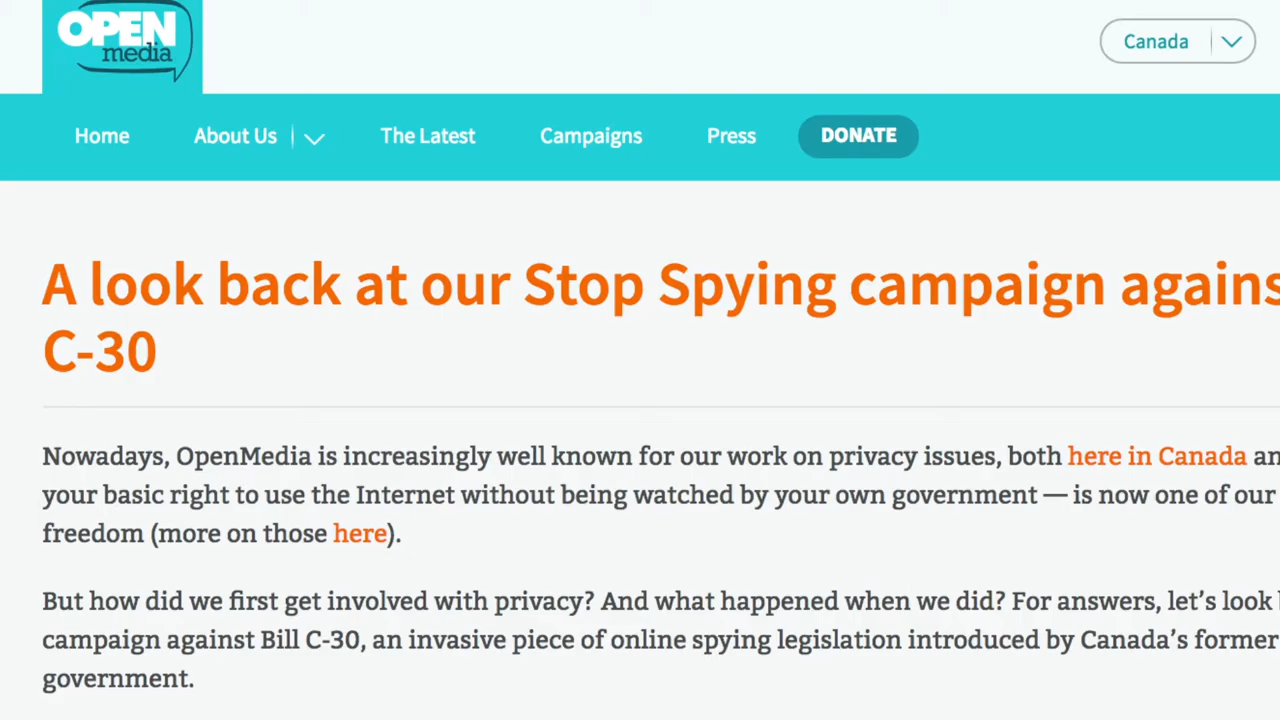 OPEN
media
Canada
Home
About Us
The Latest
Campaigns
Press
DONATE
A look back at our Stop Spying campaign agains
C-30
Nowadays, OpenMedia is increasingly well known for our work on privacy issues, both here in Canada an
your basic right to use the Internet without being watched by your own government — is now one of our
freedom (more on those here).
But how did we first get involved with privacy? And what happened when we did? For answers, let’s look
campaign against Bill C-30, an invasive piece of online spying legislation introduced by Canada’s former
government.